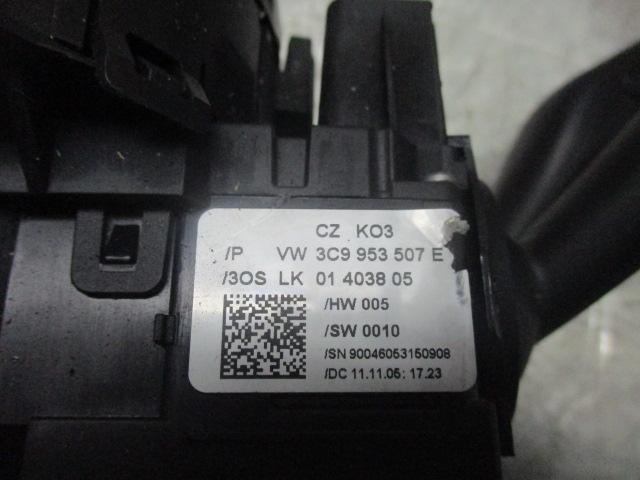 CZ KO3
/P VW 3C9 953 507 E
/3OS LK 01 4038 05
/HW 005
/SW 0010
/SN 90046053150908
/DC 11.11.05: 17.23